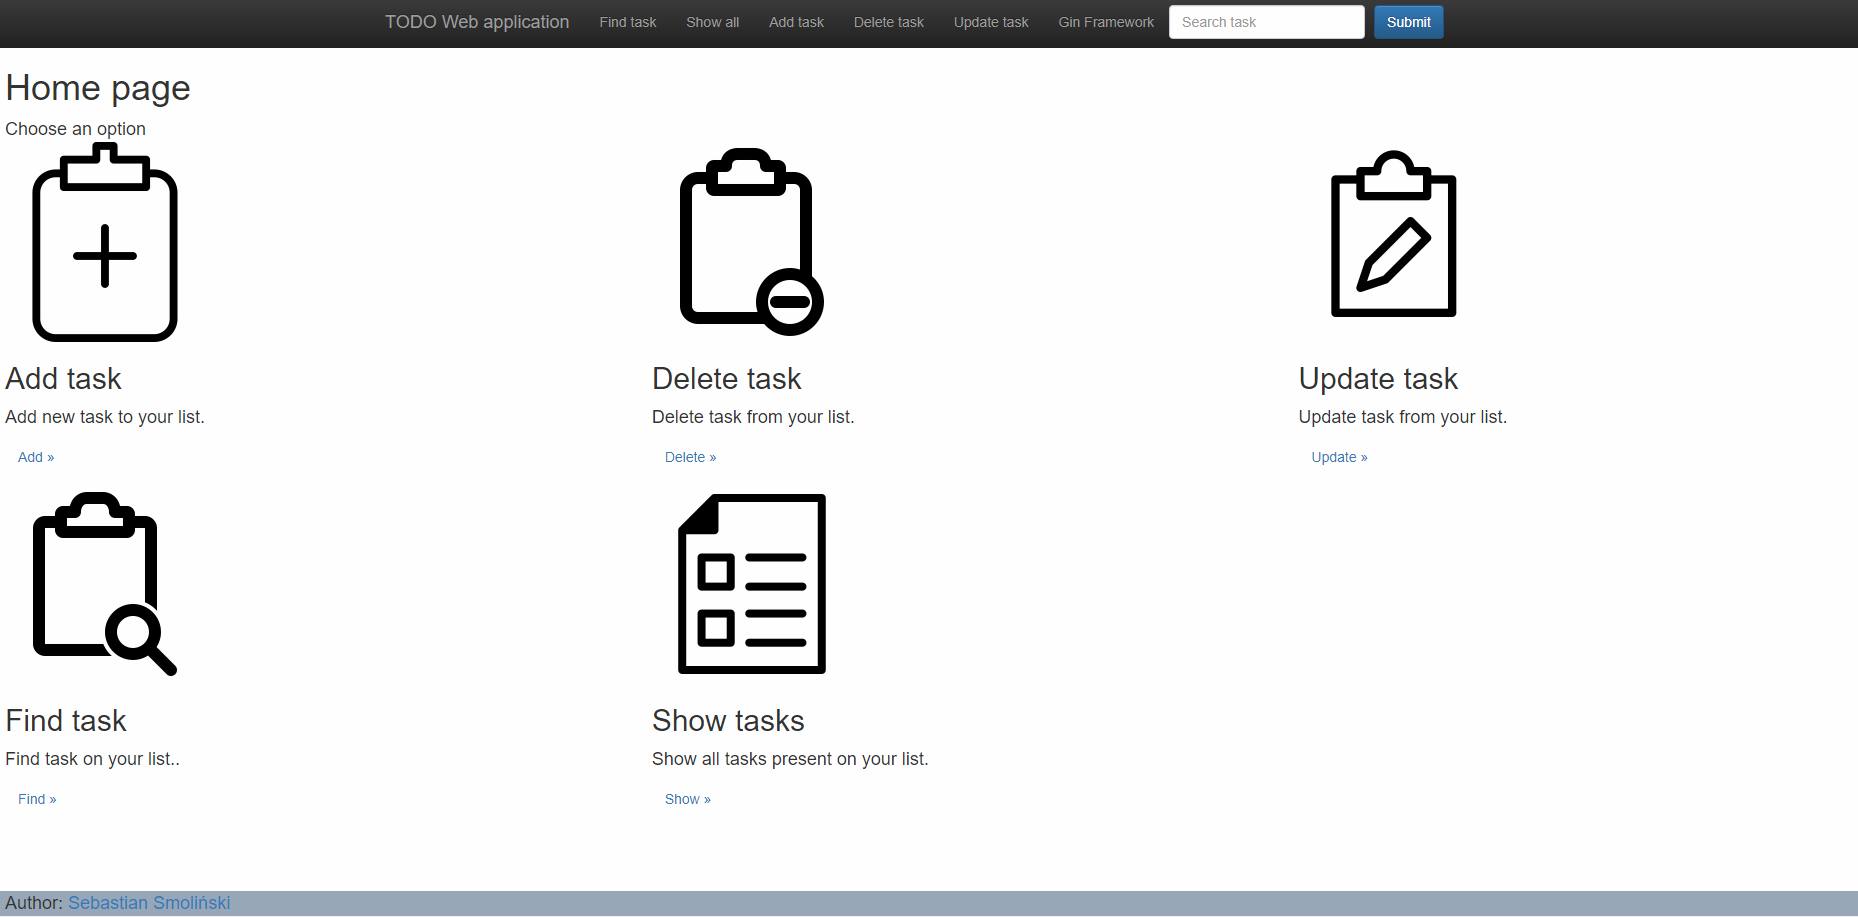 TODO Web application Find task Show all Add task Delete task Update task Gin Framework Search task Submit
Home page
Choose an option
Add task
Add new task to your list.
Add »
Delete task
Delete task from your list.
Delete »
Update task
Update task from your list.
Update »
Find task
Find task on your list..
Find »
Show tasks
Show all tasks present on your list.
Show »
Author: Sebastian Smoliński